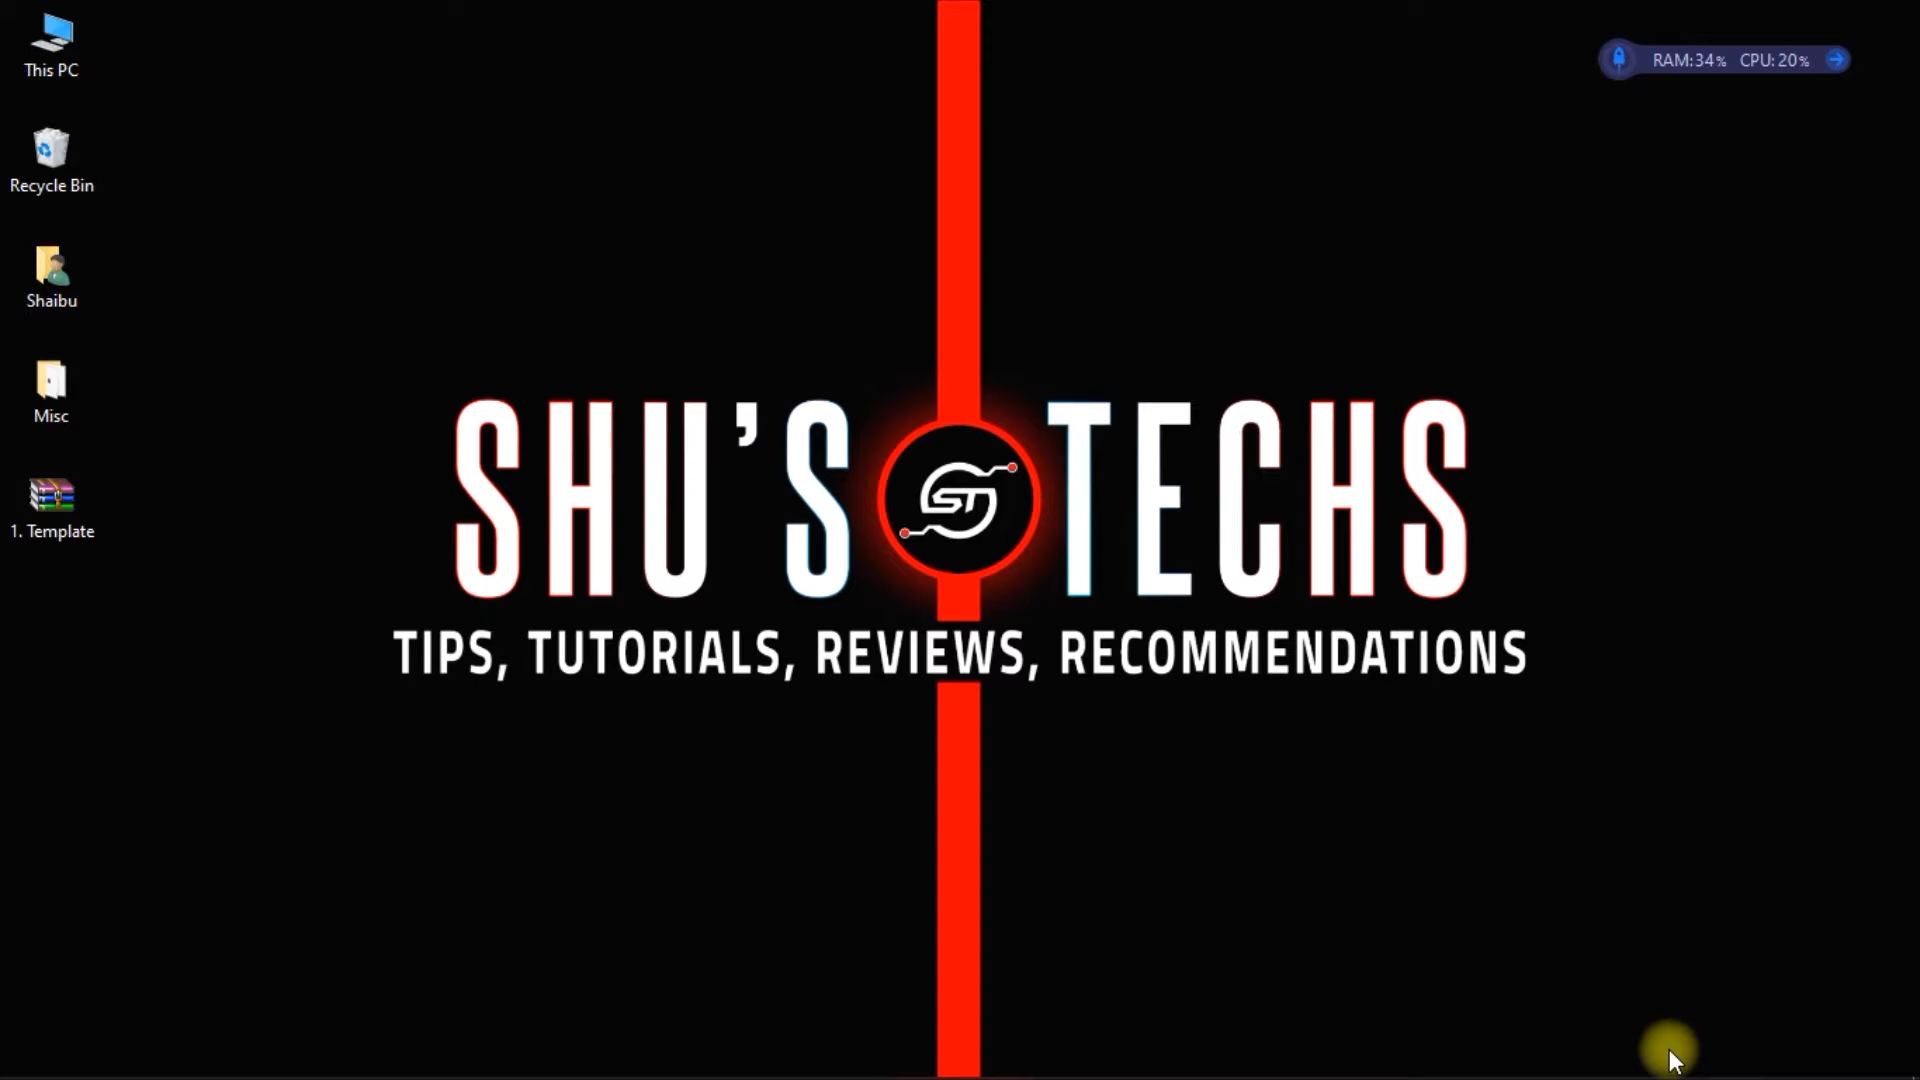 This PC
Recycle Bin
Shaibu
Misc
1. Template
RAM:34% CPU: 20%
SHU'S ST TECHS
TIPS, TUTORIALS, REVIEWS, RECOMMENDATIONS